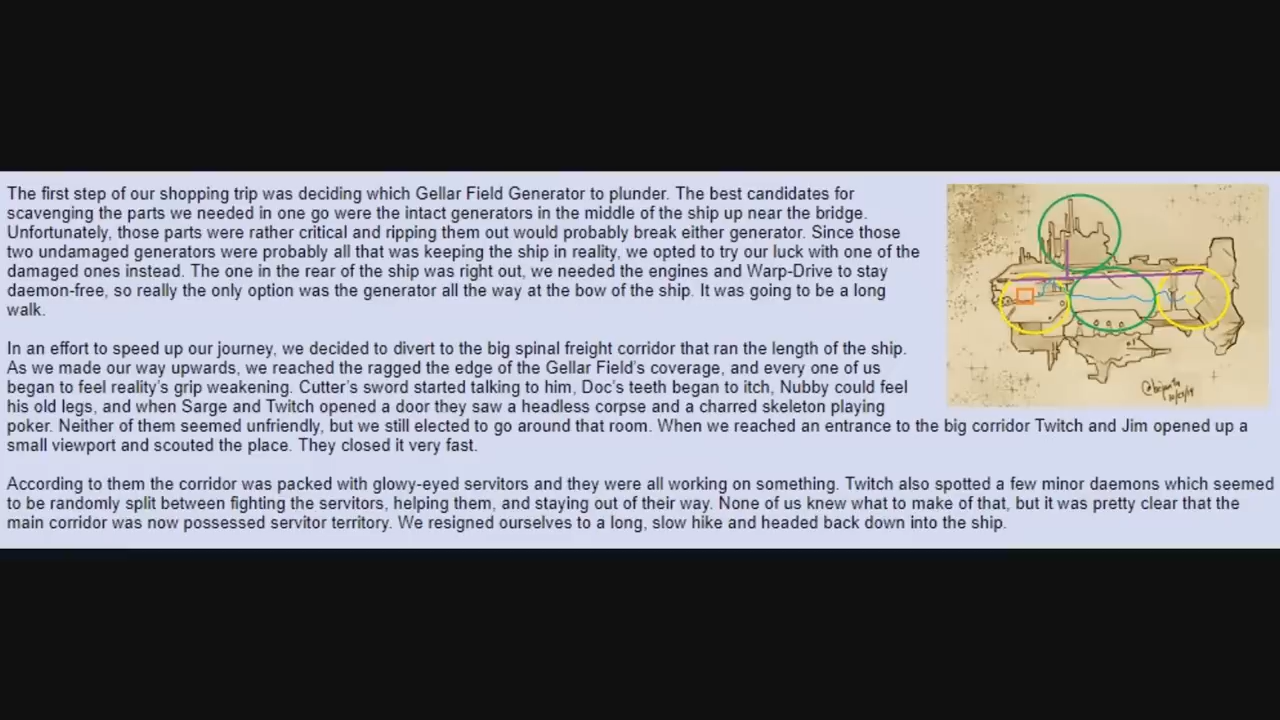 The first step of our shopping trip was deciding which Gellar Field Generator to plunder. The best candidates for
scavenging the parts we needed in one go were the intact generators in the middle of the ship up near the bridge.
Unfortunately, those parts were rather critical and ripping them out would probably break either generator. Since those
two undamaged generators were probably all that was keeping the ship in reality, we opted to try our luck with one of the
damaged ones instead. The one in the rear of the ship was right out, we needed the engines and Warp-Drive to stay
daemon-free, so really the only option was the generator all the way at the bow of the ship. It was going to be a long
walk.
In an effort to speed up our journey, we decided to divert to the big spinal freight corridor that ran the length of the ship.
As we made our way upwards, we reached the ragged the edge of the Gellar Field's coverage, and every one of us
began to feel reality's grip weakening. Cutter's sword started talking to him, Doc's teeth began to itch, Nubby could feel
his old legs, and when Sarge and Twitch opened a door they saw a headless corpse and a charred skeleton playing
poker. Neither of them seemed unfriendly, but we still elected to go around that room. When we reached an entrance to the big corridor Twitch and Jim opened up a
small viewport and scouted the place. They closed it very fast.
According to them the corridor was packed with glowy-eyed servitors and they were all working on something. Twitch also spotted a few minor daemons which seemed
to be randomly split between fighting the servitors, helping them, and staying out of their way. None of us knew what to make of that, but it was pretty clear that the
main corridor was now possessed servitor territory. We resigned ourselves to a long, slow hike and headed back down into the ship.